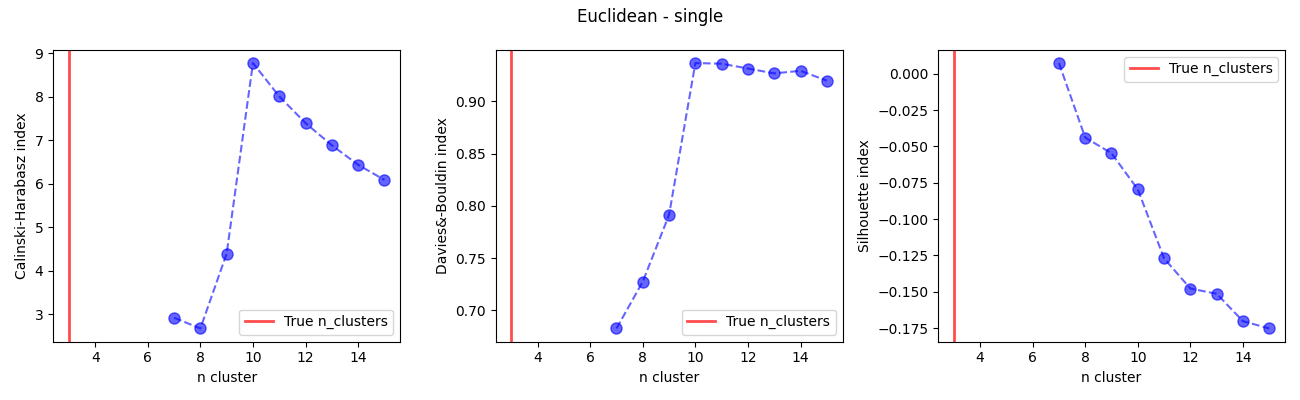 Euclidean - single
9
8
7
6
5
4
3
Calinski-Harabasz index
4 6 8 10 12 14
n cluster
True n_clusters
0.90
0.85
0.80
0.75
0.70
Davies&-Bouldin index
4 6 8 10 12 14
n cluster
True n_clusters
0.000
−0.025
−0.050
−0.075
−0.100
−0.125
−0.150
−0.175
Silhouette index
4 6 8 10 12 14
n cluster
True n_clusters